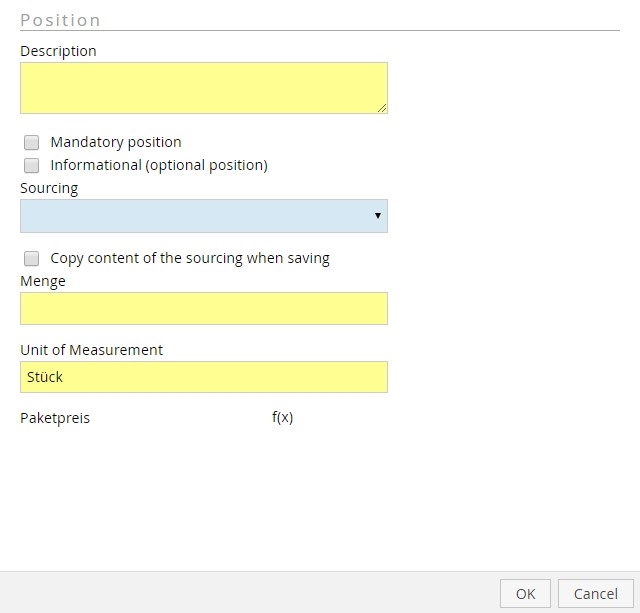 Position
Description
Mandatory position
Informational (optional position)
Sourcing
Copy content of the sourcing when saving
Menge
Unit of Measurement
Stück
Paketpreis f(x)
OK Cancel